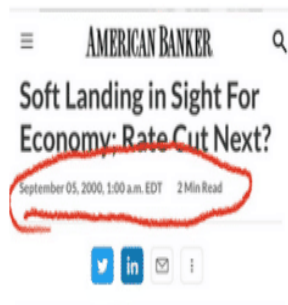 AMERICAN BANKER
Soft Landing in Sight For
Economy; Rate Cut Next?
September 05, 2000, 1:00 a.m. EDT 2 Min Read
in